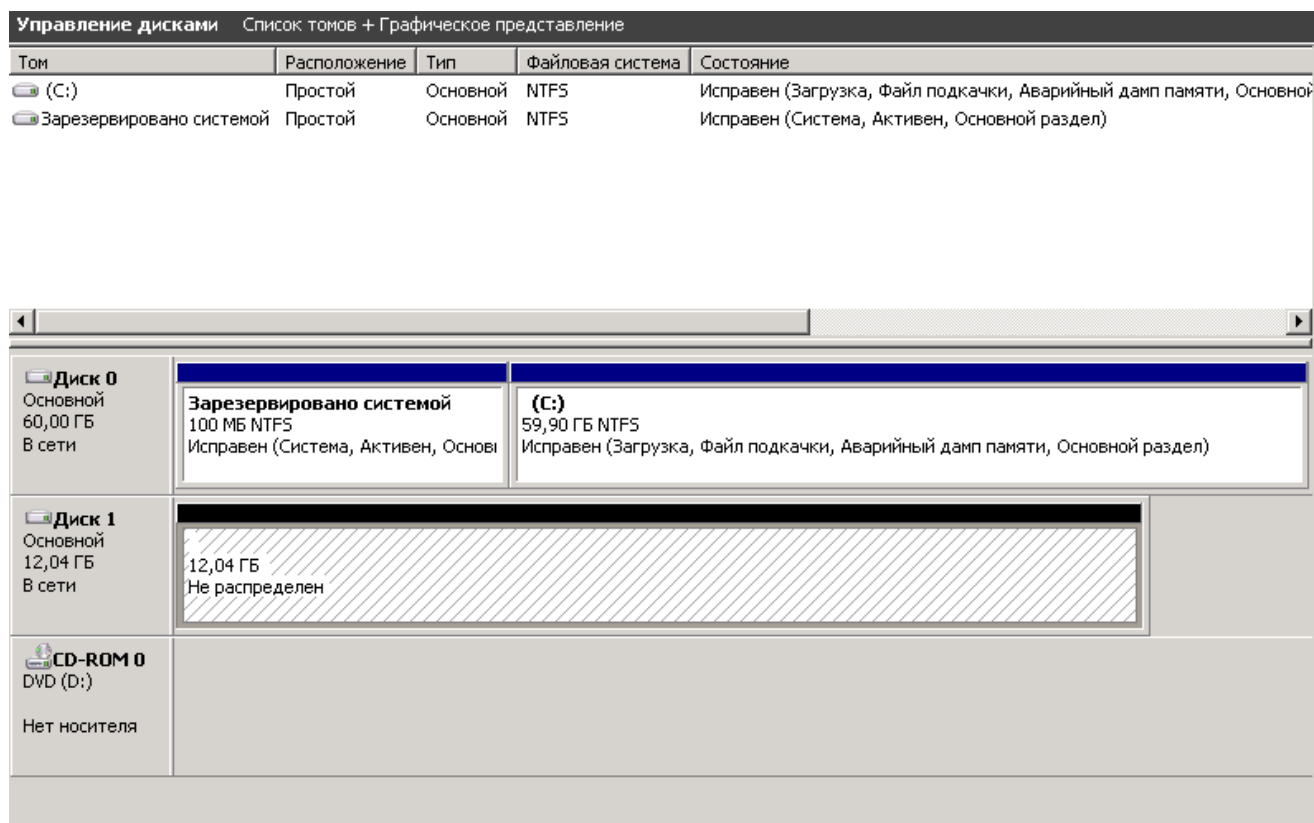 Управление дисками Список томов + Графическое представление
Том Расположение Тип Файловая система Состояние
(C:) Простой Основной NTFS Исправен (Загрузка, Файл подкачки, Аварийный дамп памяти, Основной
Зарезервировано системой Простой Основной NTFS Исправен (Система, Активен, Основной раздел)
Диск 0
Основной
60,00 ГБ
В сети
Зарезервировано системой
100 МБ NTFS
Исправен (Система, Активен, Основ
(C:)
59,90 ГБ NTFS
Исправен (Загрузка, Файл подкачки, Аварийный дамп памяти, Основной раздел)
Диск 1
Основной
12,04 ГБ
В сети
12,04 ГБ
Не распределен
CD-ROM 0
DVD (D:)
Нет носителя